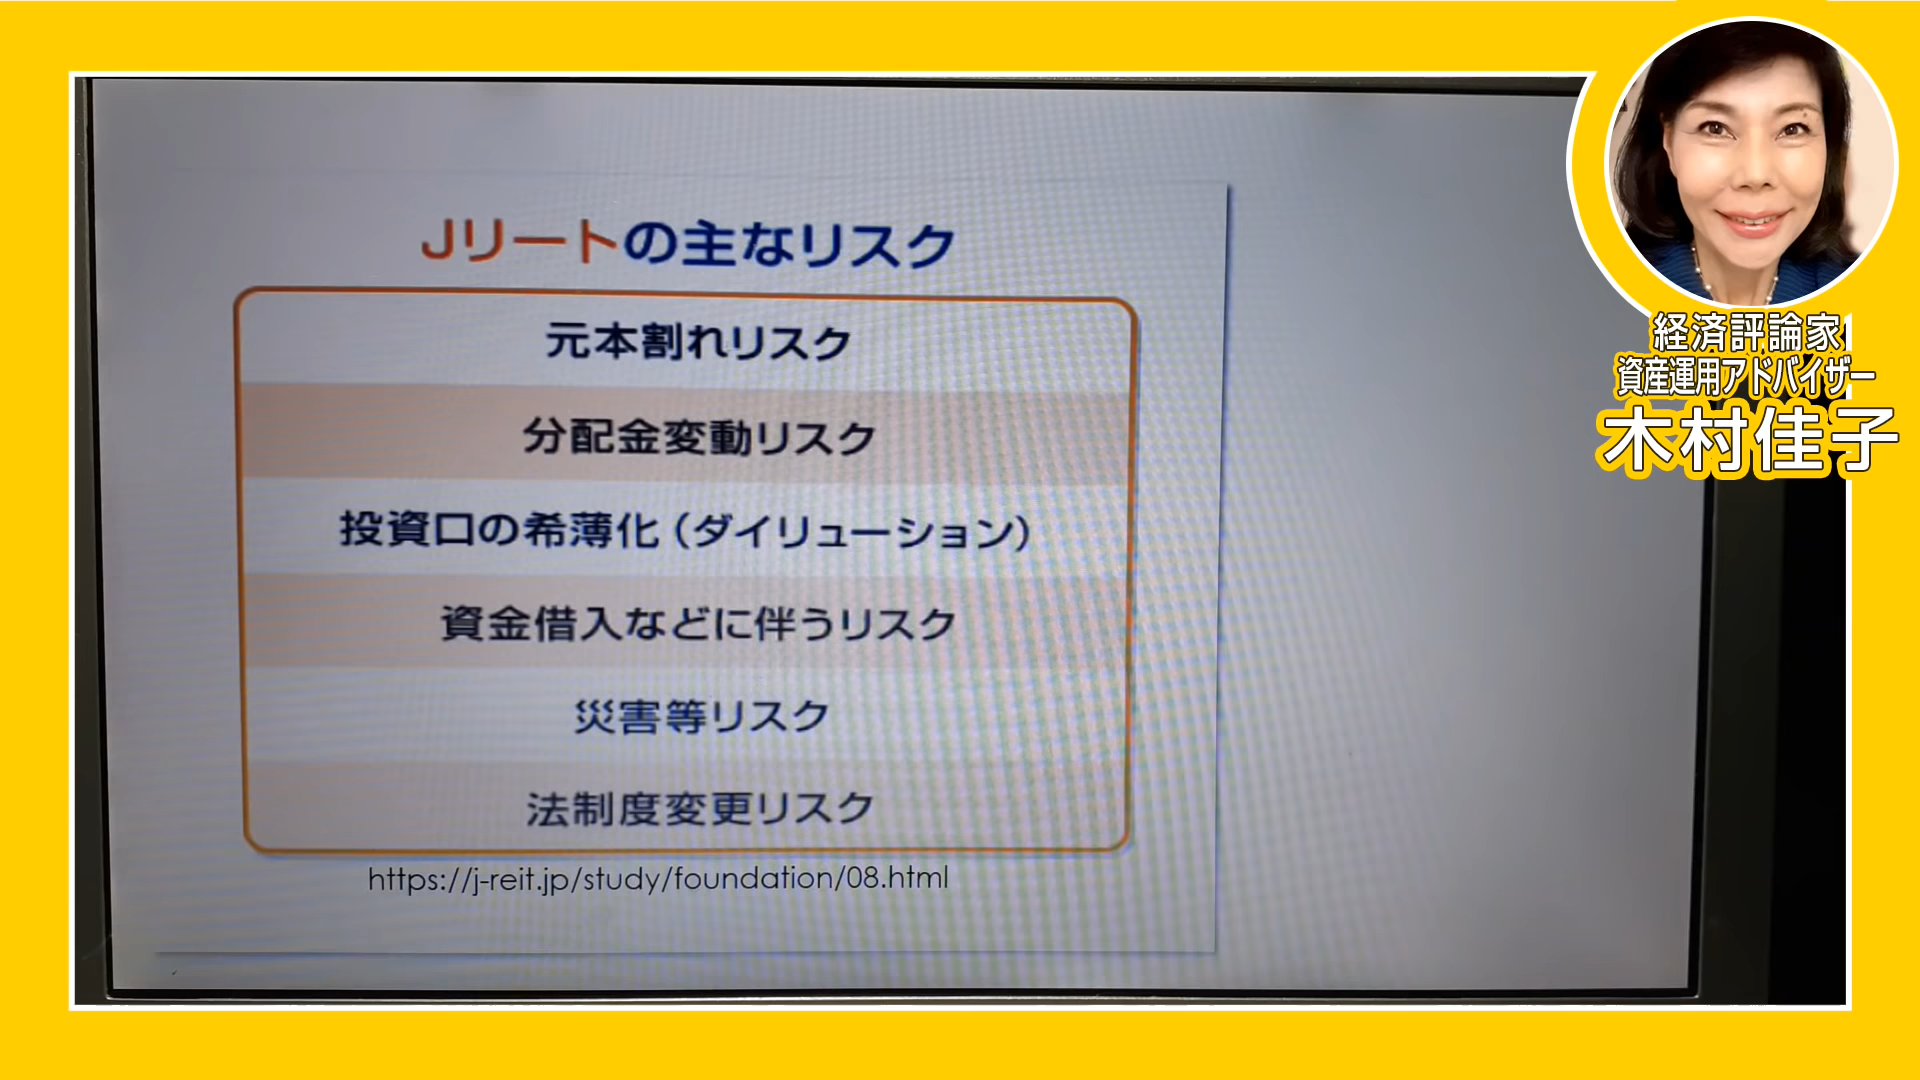 Jリートの主なリスク
元本割れリスク
分配金変動リスク
投資口の希薄化（ダイリューション）
資金借入などに伴うリスク
災害等リスク
法制度変更リスク
https://j-reit.jp/study/foundation/08.html
経済評論家
資産運用アドバイザー
木村佳子